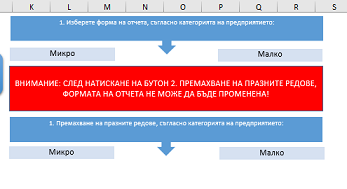 K L M N O P Q R S
1. Изберете форма на отчета, съгласно категорията на предприятието:
Микро Малко
ВНИМАНИЕ: СЛЕД НАТИСКАНЕ НА БУТОН 2. ПРЕМАХВАНЕ НА ПРАЗНИТЕ РЕДОВЕ,
ФОРМАТА НА ОТЧЕТА НЕ МОЖЕ ДА БЪДЕ ПРОМЕНЕНА!
1. Премахване на празните редове, съгласно категорията на предприятието:
Микро Малко